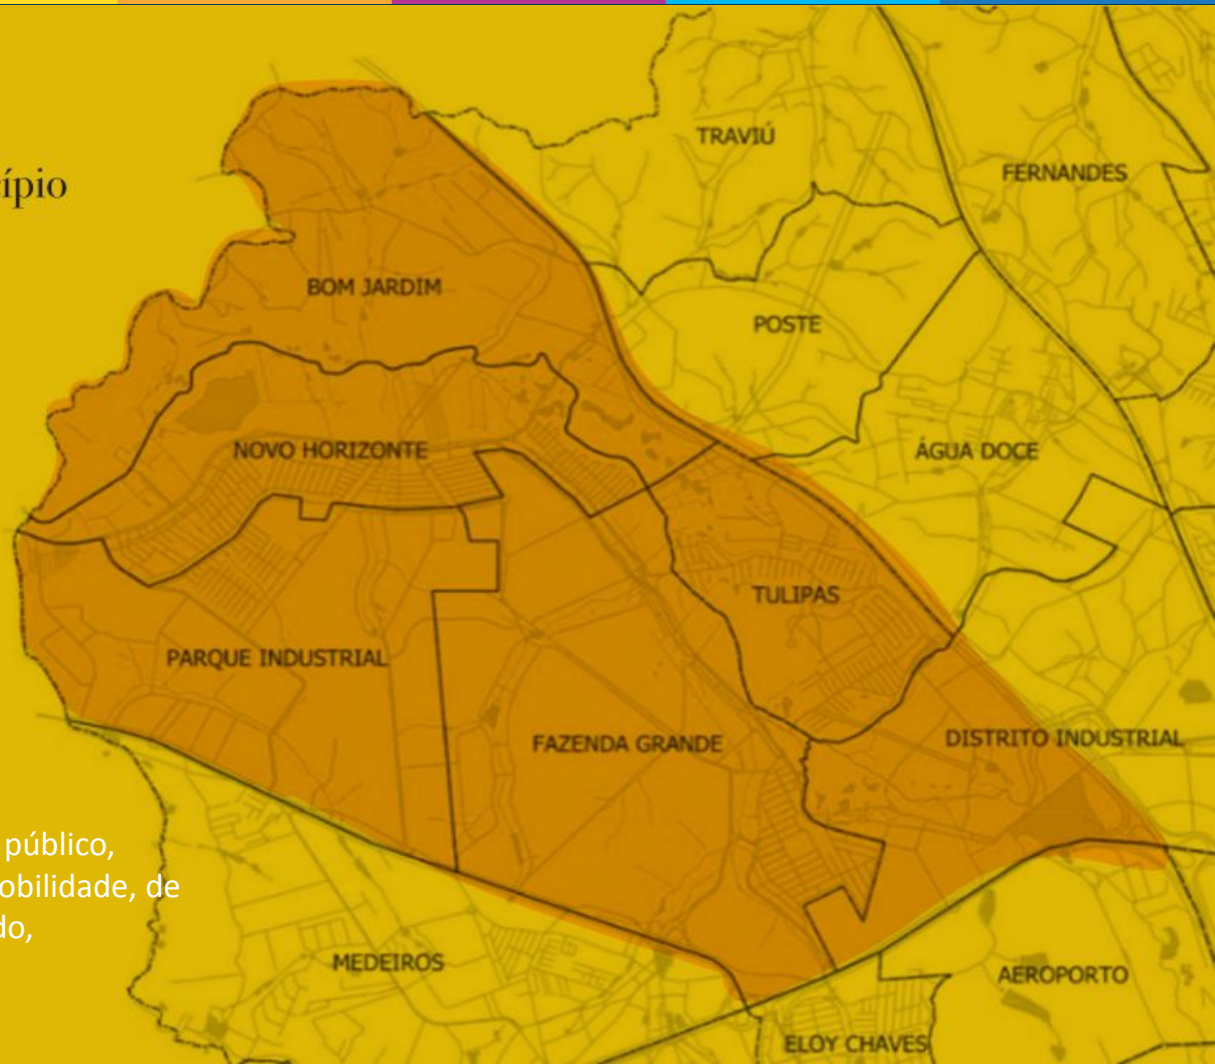 TRAVIÚ
FERNANDES
ípio
BOM JARDIM
POSTE
NOVO HORIZONTE
ÁGUA DOCE
TULIPAS
PARQUE INDUSTRIAL
FAZENDA GRANDE
DISTRITO INDUSTRIAL
público,
obilidade, de
do,
MEDEIROS
AEROPORTO
ELOY CHAVES